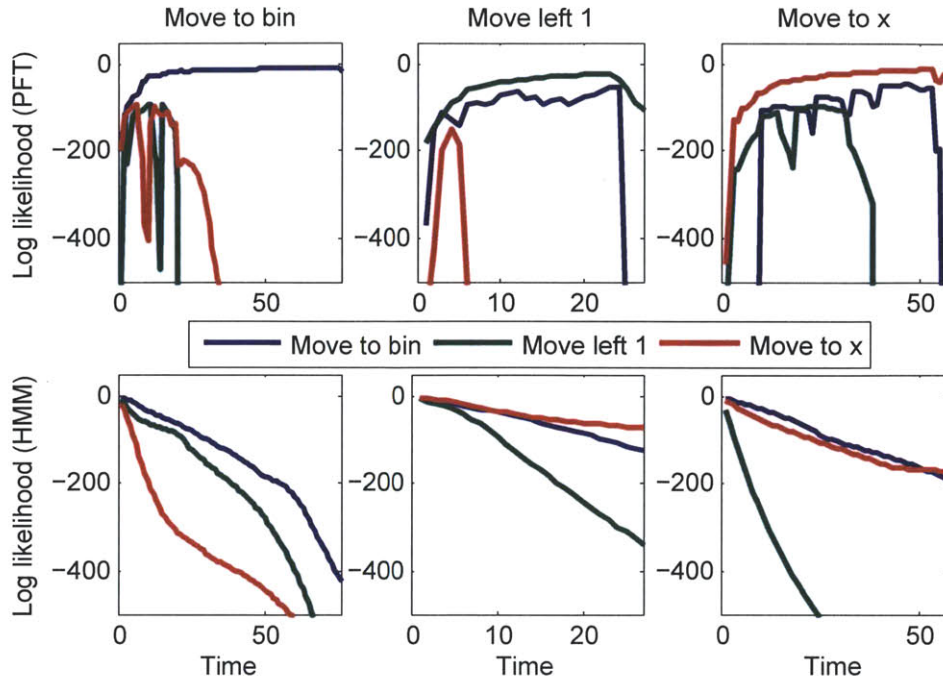 Move to bin Move left 1 Move to x
Log likelihood (PFT)
0 0 0
−200 −200 −200
−400 −400 −400
0 50 0 10 20 0 50
Move to bin Move left 1 Move to x
Log likelihood (HMM)
0 0 0
−200 −200 −200
−400 −400 −400
0 50 0 10 20 0 50
Time Time Time